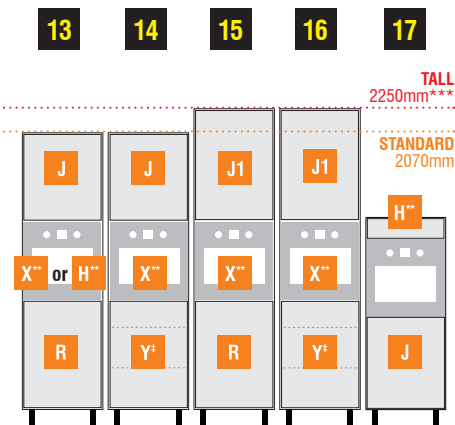 13 14 15 16 17
TALL
2250mm***
STANDARD
2070mm
J J J1 J1
H**
X** or H** X** X** X**
R Y‡ R Y‡ J